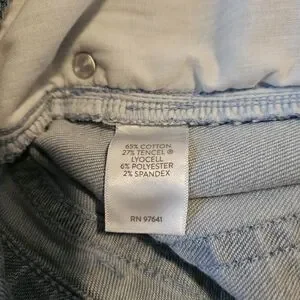 65% COTTON
27% TENCEL ®
LYOCELL
6% POLYESTER
2% SPANDEX
RN 97641